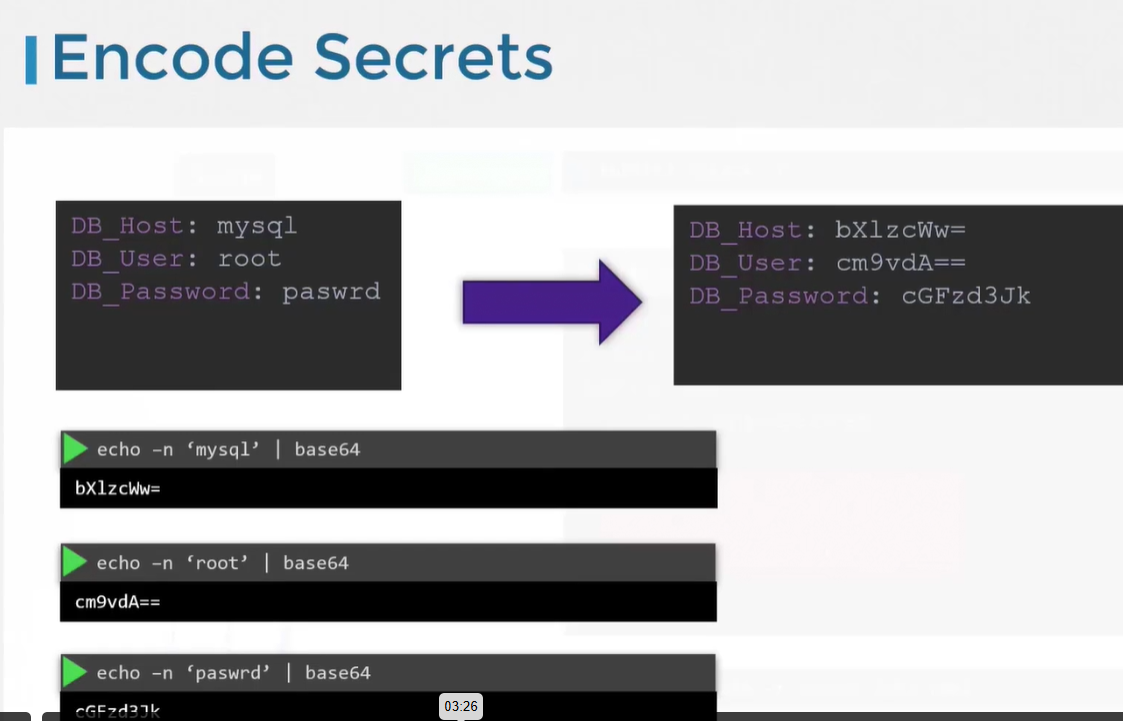 Encode Secrets
DB_Host: mysql
DB_User: root
DB_Password: paswrd
DB_Host: bXlzcWw=
DB_User: cm9vdA==
DB_Password: cGFzd3Jk
echo –n ‘mysql’ | base64
bXlzcWw=
echo –n ‘root’ | base64
cm9vdA==
echo –n ‘paswrd’ | base64
cGFzd3Jk
03:26